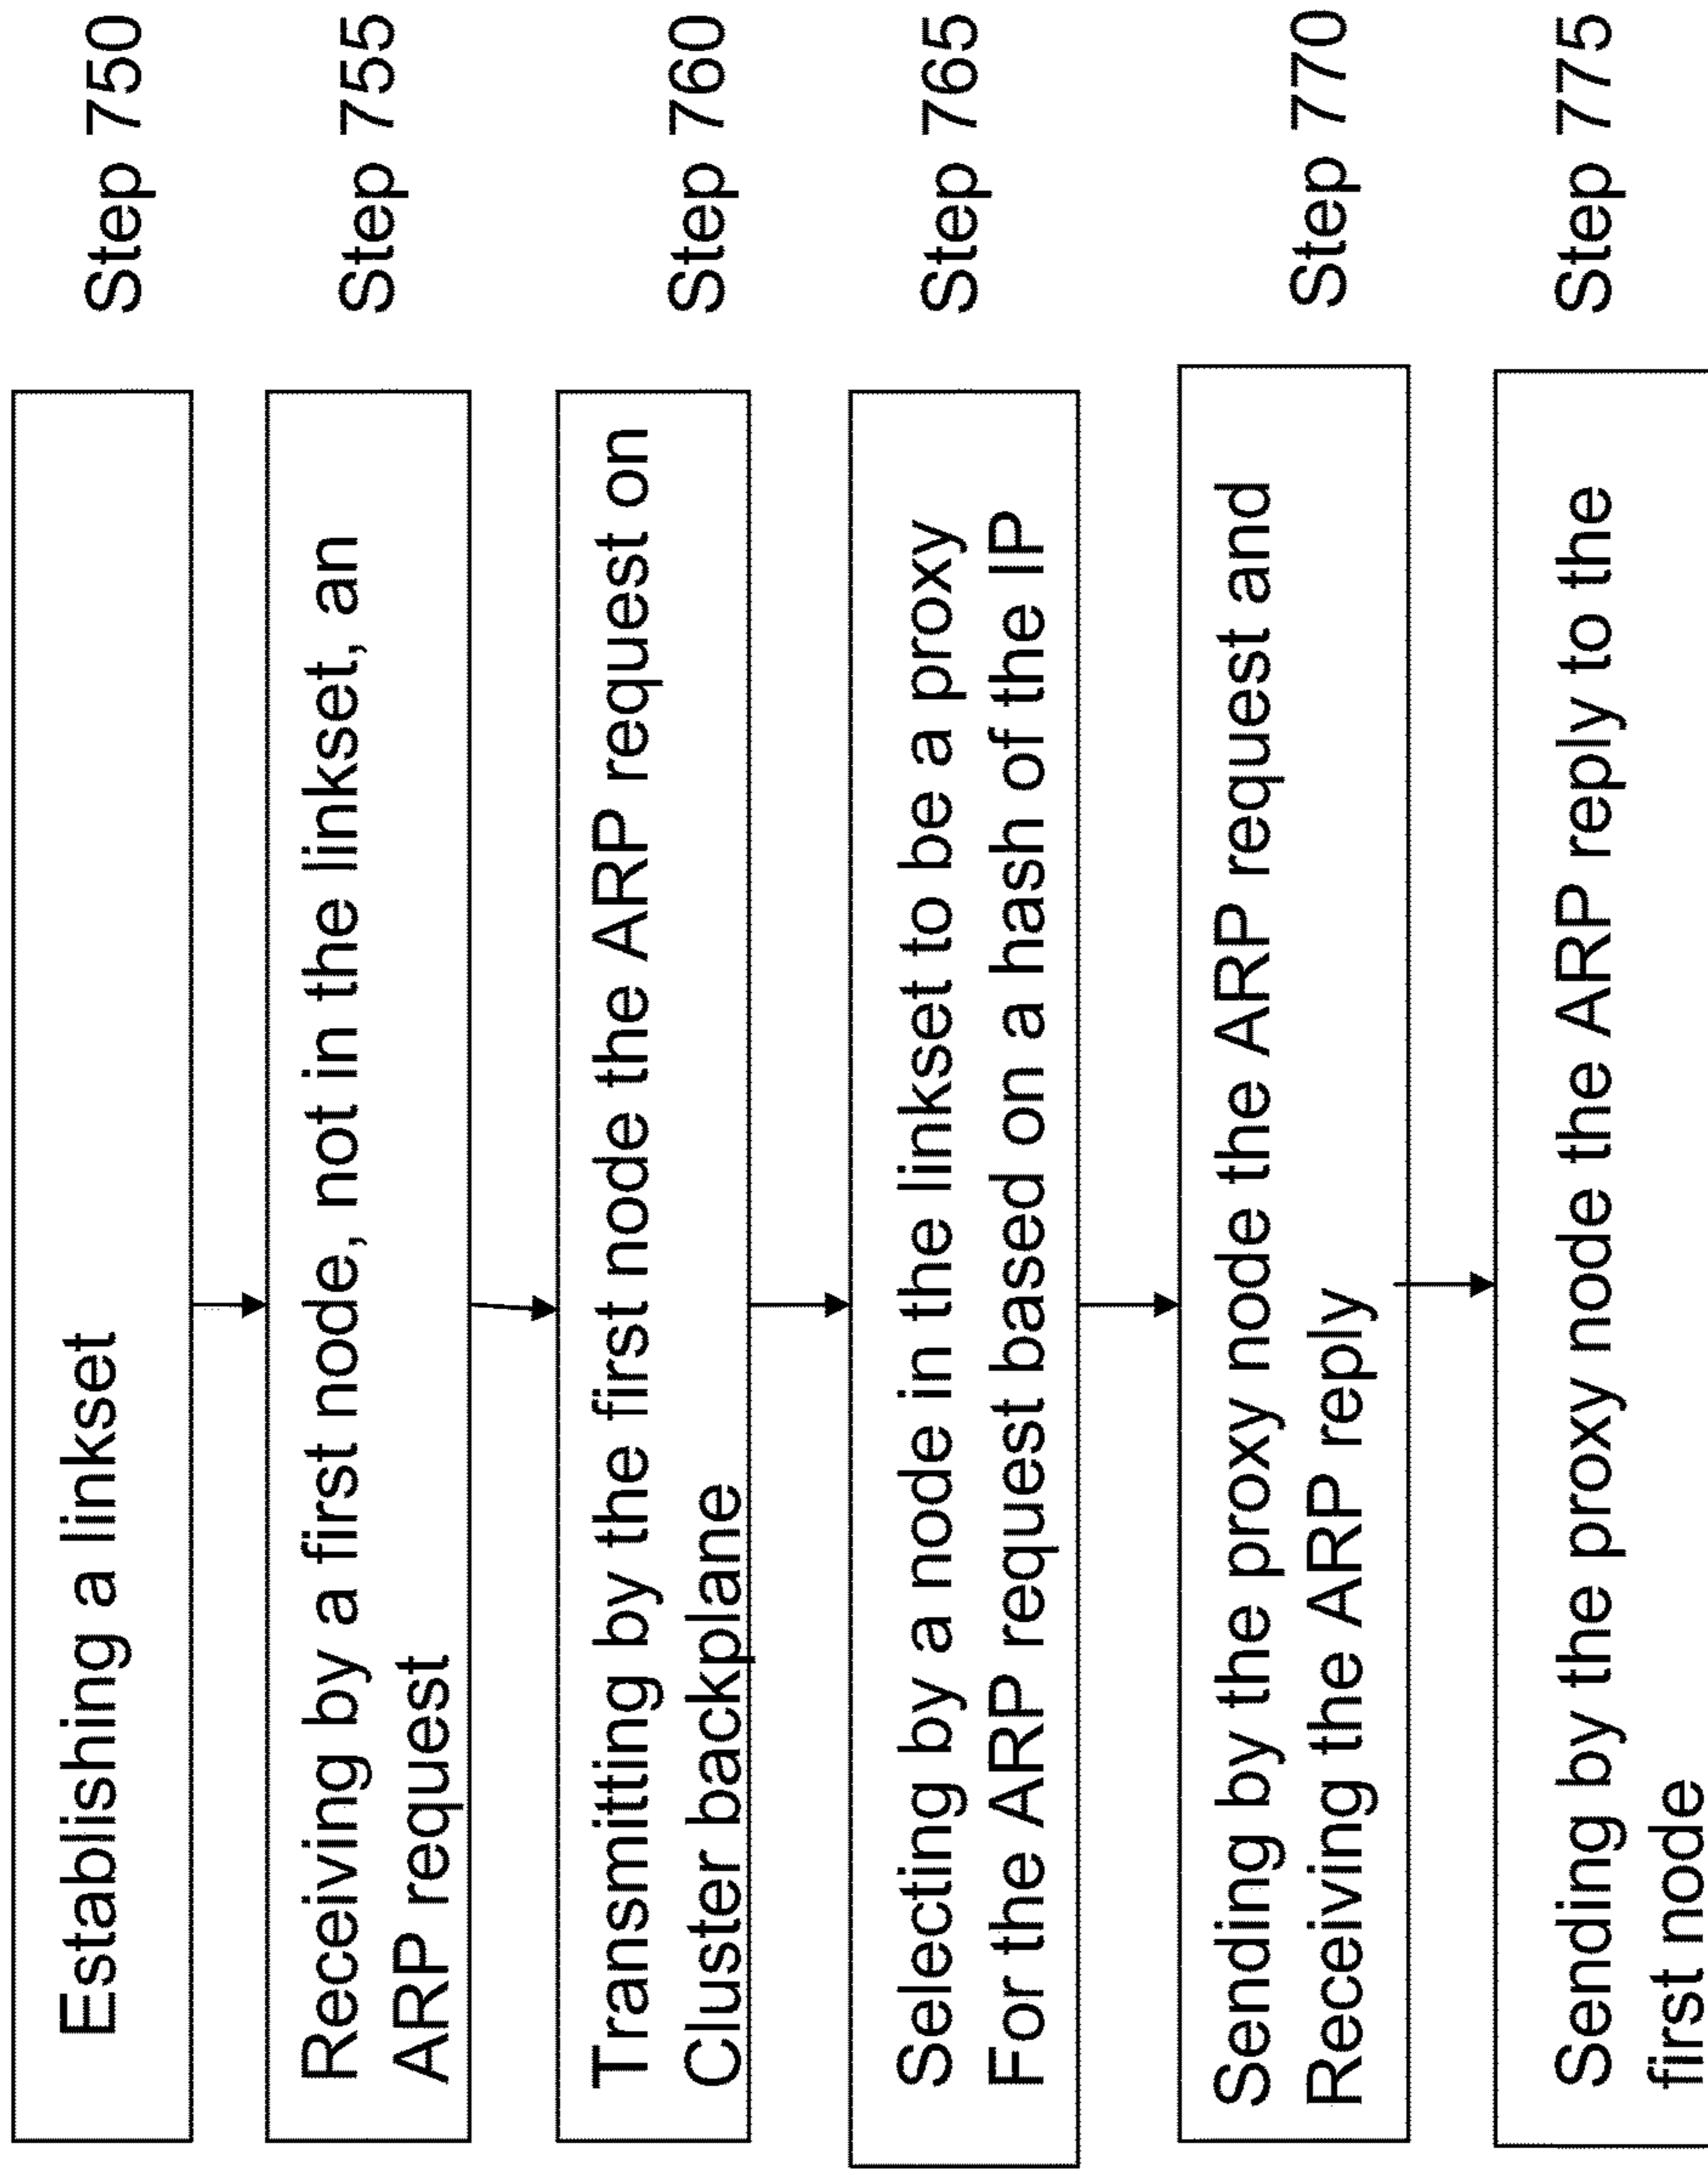 Establishing a linkset
Step 750
Receiving by a first node, not in the linkset, an
ARP request
Step 755
Transmitting by the first node the ARP request on
Cluster backplane
Step 760
Selecting by a node in the linkset to be a proxy
For the ARP request based on a hash of the IP
Step 765
Sending by the proxy node the ARP request and
Receiving the ARP reply
Step 770
Sending by the proxy node the ARP reply to the
first node
Step 775